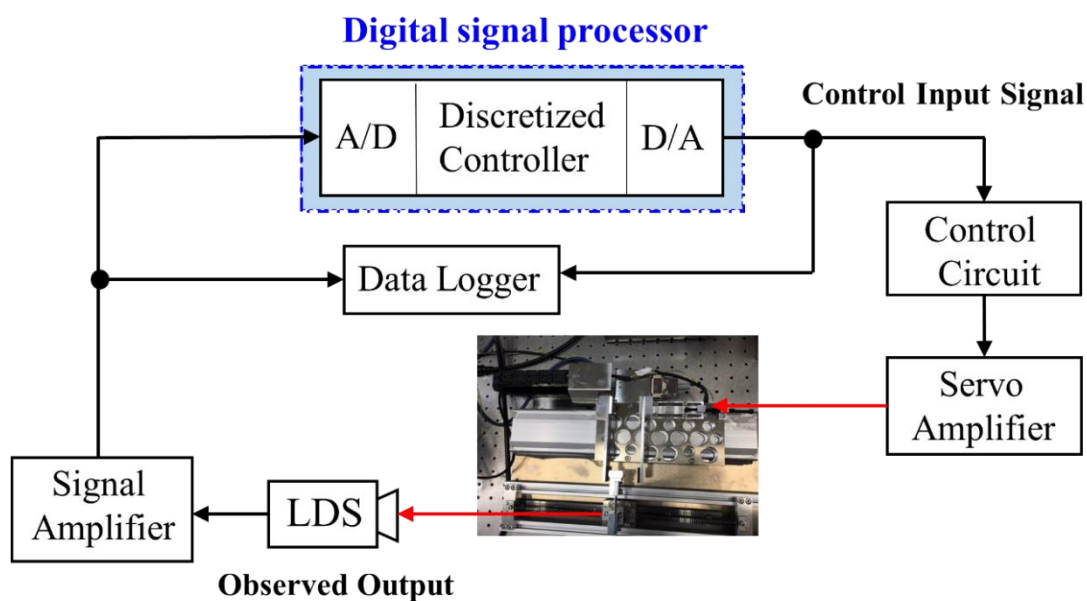 Digital signal processor
A/D
Discretized
Controller
D/A
Control Input Signal
Data Logger
Control
Circuit
Servo
Amplifier
Signal
Amplifier
LDS
Observed Output